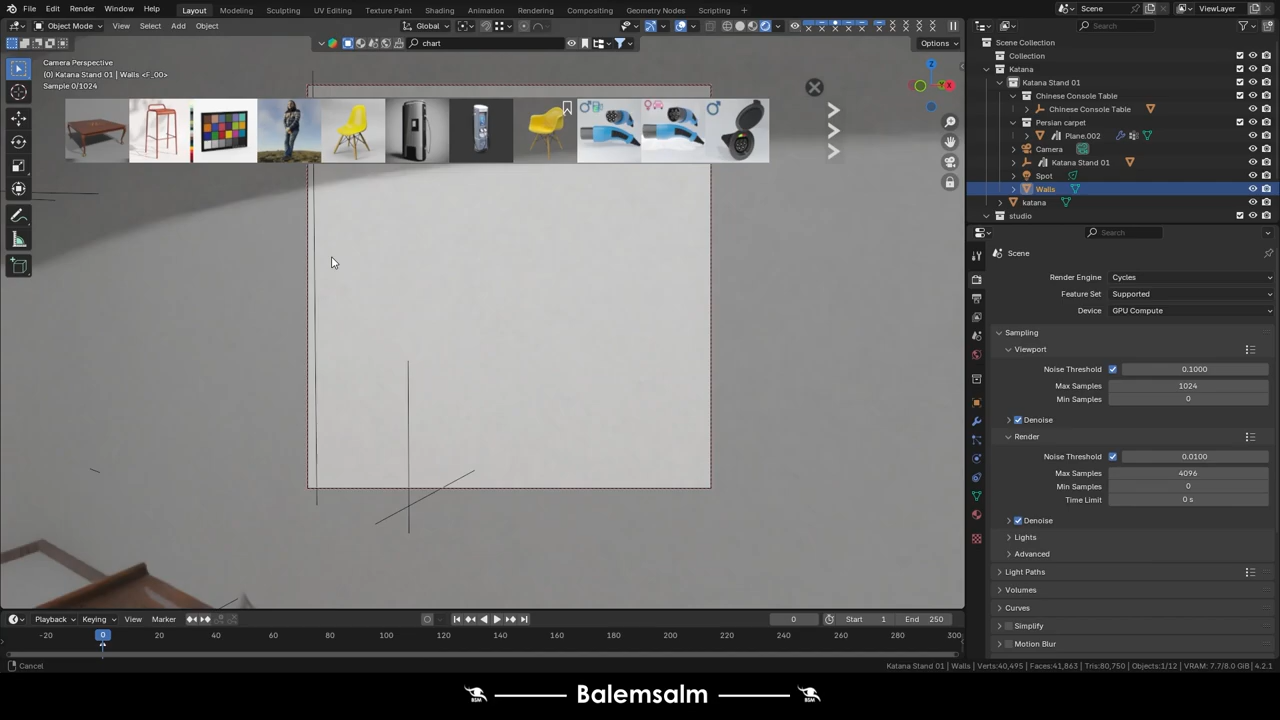 File Edit Render Window Help Layout Modeling Sculpting UV Editing Texture Paint Shading Animation Rendering Compositing Geometry Nodes Scripting + Scene ViewLayer
Object Mode View Select Add Object Global Search
chart Options
Camera Perspective
(0) Katana Stand 01 | Walls <F_00>
Sample 0/1024
Scene Collection
Collection
Katana
Katana Stand 01
Chinese Console Table
Chinese Console Table
Persian carpet
Plane.002
Camera
Katana Stand 01
Spot
Walls
katana
studio
Search
Scene
Render Engine Cycles
Feature Set Supported
Device GPU Compute
Sampling
Viewport
Noise Threshold 0.1000
Max Samples 1024
Min Samples 0
Denoise
Render
Noise Threshold 0.0100
Max Samples 4096
Min Samples 0
Time Limit 0 s
Denoise
Lights
Advanced
Light Paths
Volumes
Curves
Simplify
Motion Blur
Playback Keying View Marker 0 Start 1 End 250
-20 0 20 40 60 80 100 120 140 160 180 200 220 240 260 280 300
Cancel Katana Stand 01 | Walls | Verts:40,495 | Faces:41,863 | Tris:80,750 | Objects:1/12 | VRAM: 7.7/8.0 GiB | 4.2.1
BSM Balemsalm BSM